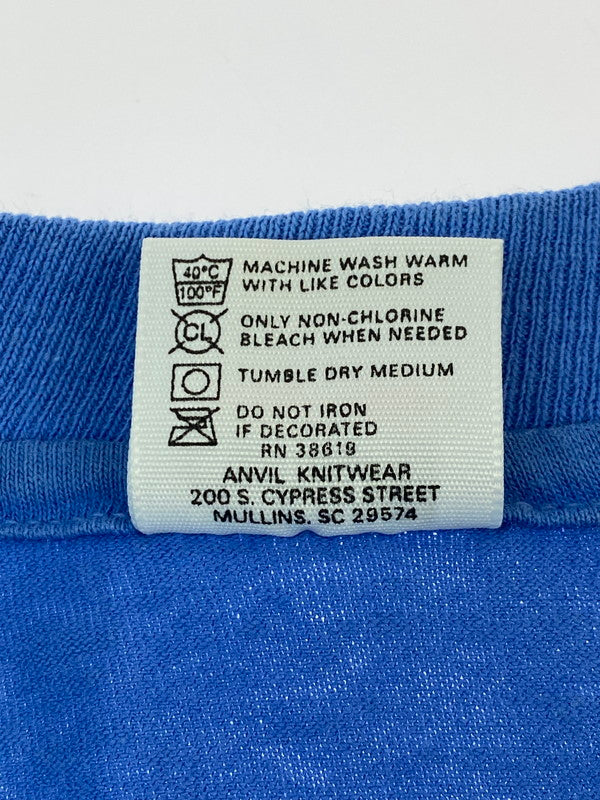 40°C
100°F
MACHINE WASH WARM
WITH LIKE COLORS
CL
ONLY NON-CHLORINE
BLEACH WHEN NEEDED
TUMBLE DRY MEDIUM
DO NOT IRON
IF DECORATED
RN 38619
ANVIL KNITWEAR
200 S. CYPRESS STREET
MULLINS, SC 29574